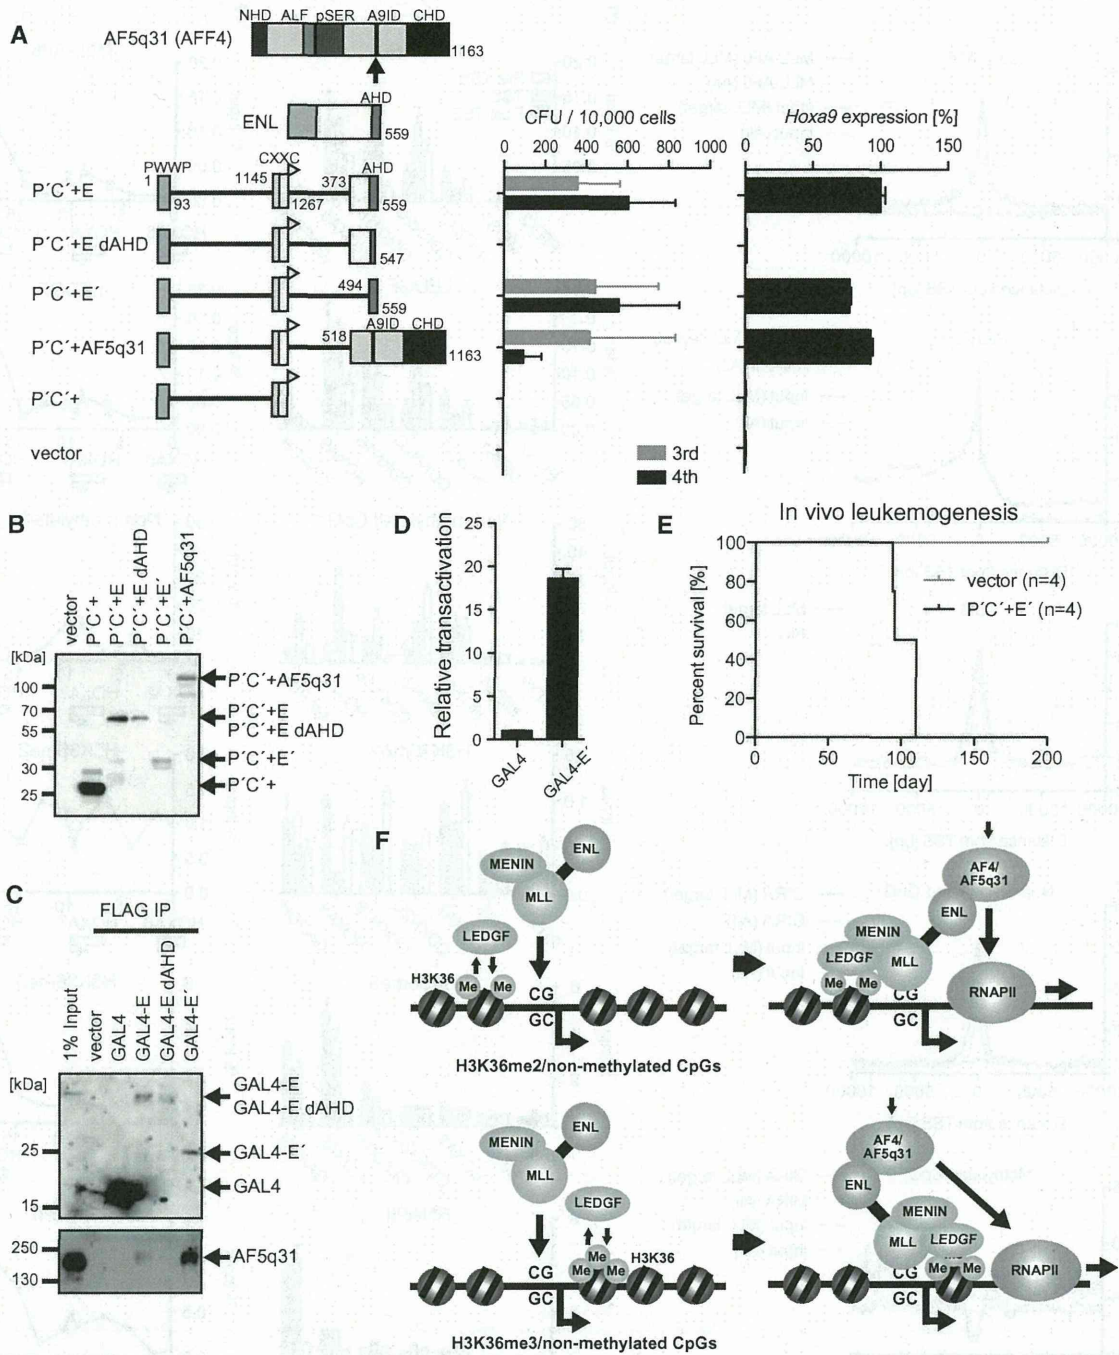 A
NHD ALF pSER A9ID CHD
AF5q31 (AFF4)
1163
AHD
ENL
559
CFU / 10,000 cells
0 200 400 600 800 1000
Hoxa9 expression [%]
0 50 100 150
PWWP 1 93 1145 CXXC 1267 373 AHD 559
P´C´+E
P´C´+E dAHD
547
P´C´+E´
494
559
P´C´+AF5q31
518
A9ID CHD
1163
P´C´+
vector
3rd
4th
B
vector
P´C´+
P´C´+E
P´C´+E dAHD
P´C´+E´
P´C´+AF5q31
[kDa]
100
70
55
30
25
P´C´+AF5q31
P´C´+E
P´C´+E dAHD
P´C´+E´
P´C´+
D
Relative transactivation
25
20
15
10
5
0
GAL4
GAL4-E´
E
In vivo leukemogenesis
Percent survival [%]
100
80
60
40
20
0
vector (n=4)
P´C´+E´ (n=4)
0 50 100 150 200
Time [day]
C
FLAG IP
1% Input
vector
GAL4
GAL4-E
GAL4-E dAHD
GAL4-E´
[kDa]
25
15
250
130
GAL4-E
GAL4-E dAHD
GAL4-E´
GAL4
AF5q31
F
MENIN
ENL
MLL
LEDGF
H3K36
Me Me
CG
GC
AF4/
AF5q31
ENL
MENIN
LEDGF
MLL
Me Me
CG
GC
RNAPII
H3K36me2/non-methylated CpGs
MENIN
ENL
MLL
LEDGF
Me
Me Me
H3K36
CG
GC
AF4/
AF5q31
ENL
MENIN
MLL
LEDGF
Me
Me Me
CG
GC
RNAPII
H3K36me3/non-methylated CpGs